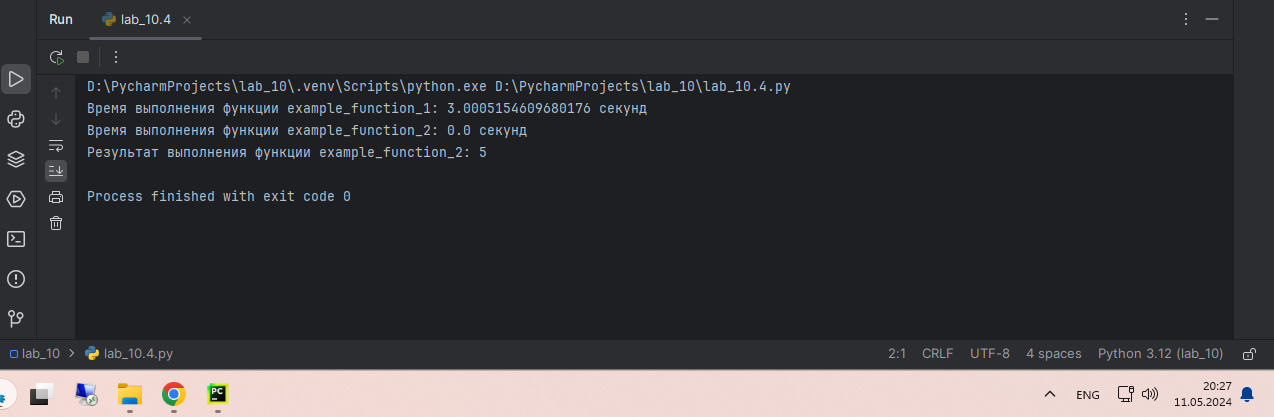 Run
lab_10.4
D:\PycharmProjects\lab_10\.venv\Scripts\python.exe D:\PycharmProjects\lab_10\lab_10.4.py
Время выполнения функции example_function_1: 3.0005154609680176 секунд
Время выполнения функции example_function_2: 0.0 секунд
Результат выполнения функции example_function_2: 5
Process finished with exit code 0
lab_10 > lab_10.4.py 2:1 CRLF UTF-8 4 spaces Python 3.12 (lab_10)
PC ENG 20:27
11.05.2024